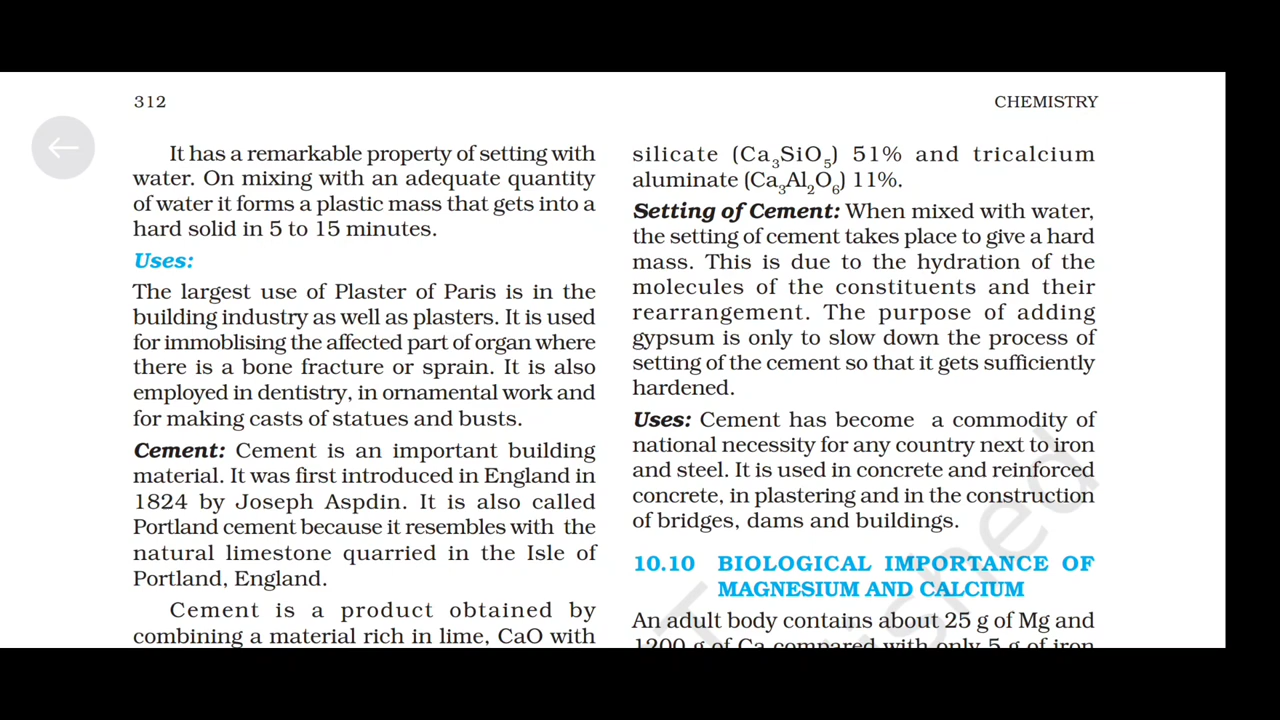 312
CHEMISTRY
It has a remarkable property of setting with
water. On mixing with an adequate quantity
of water it forms a plastic mass that gets into a
hard solid in 5 to 15 minutes.
Uses:
The largest use of Plaster of Paris is in the
building industry as well as plasters. It is used
for immoblising the affected part of organ where
there is a bone fracture or sprain. It is also
employed in dentistry, in ornamental work and
for making casts of statues and busts.
Cement: Cement is an important building
material. It was first introduced in England in
1824 by Joseph Aspdin. It is also called
Portland cement because it resembles with the
natural limestone quarried in the Isle of
Portland, England.
Cement is a product obtained by
combining a material rich in lime, CaO with
silicate (Ca₃SiO₅) 51% and tricalcium
aluminate (Ca₃Al₂O₆) 11%.
Setting of Cement: When mixed with water,
the setting of cement takes place to give a hard
mass. This is due to the hydration of the
molecules of the constituents and their
rearrangement. The purpose of adding
gypsum is only to slow down the process of
setting of the cement so that it gets sufficiently
hardened.
Uses: Cement has become a commodity of
national necessity for any country next to iron
and steel. It is used in concrete and reinforced
concrete, in plastering and in the construction
of bridges, dams and buildings.
10.10 BIOLOGICAL IMPORTANCE OF
MAGNESIUM AND CALCIUM
An adult body contains about 25 g of Mg and
1200 g of Ca compared with only 5 g of iron